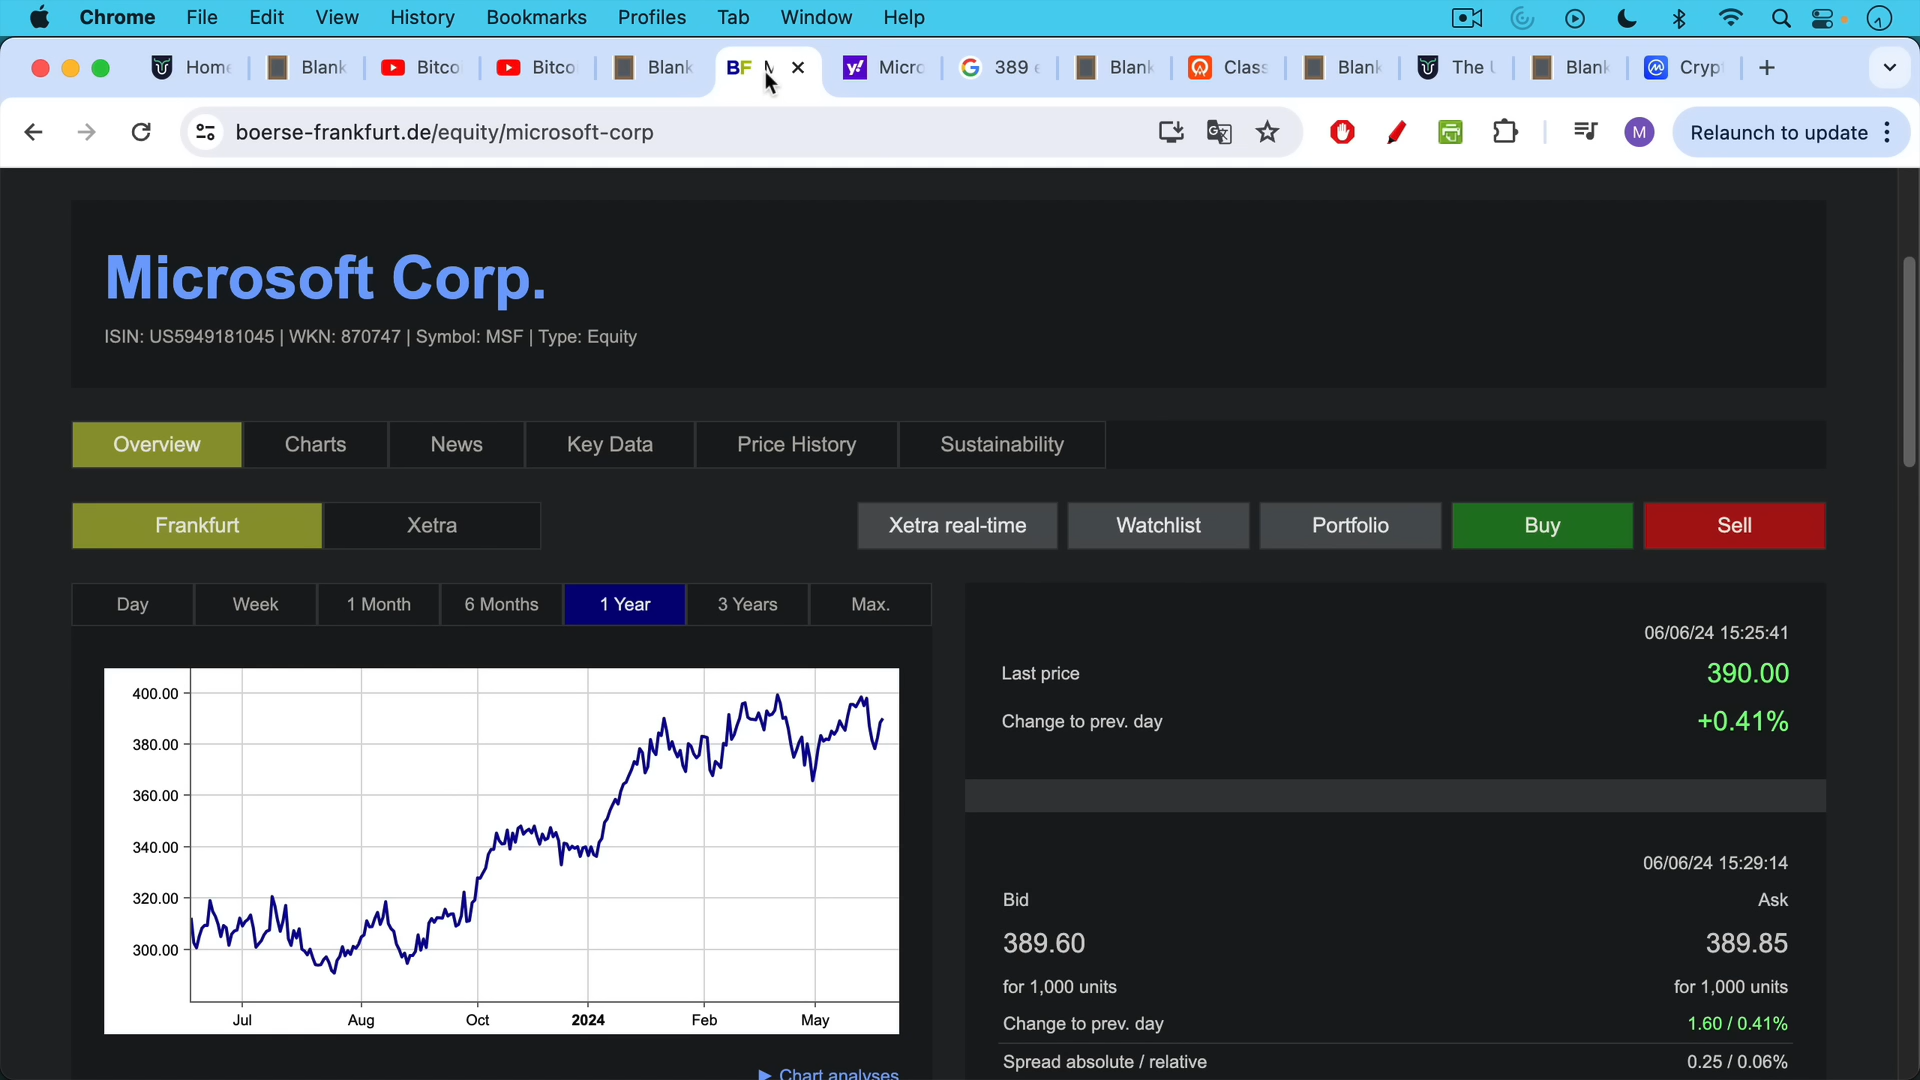 Chrome File Edit View History Bookmarks Profiles Tab Window Help
Home Blank Bitco Bitco Blank M Micro 389 e Blank Class Blank The U Blank Cryp
boerse-frankfurt.de/equity/microsoft-corp M Relaunch to update
Microsoft Corp.
ISIN: US5949181045 | WKN: 870747 | Symbol: MSF | Type: Equity
Overview Charts News Key Data Price History Sustainability
Frankfurt Xetra Xetra real-time Watchlist Portfolio Buy Sell
Day Week 1 Month 6 Months 1 Year 3 Years Max.
06/06/24 15:25:41
Last price 390.00
Change to prev. day +0.41%
400.00
380.00
360.00
340.00
320.00
300.00
Jul Aug Oct 2024 Feb May
Chart analyses
06/06/24 15:29:14
Bid Ask
389.60 389.85
for 1,000 units for 1,000 units
Change to prev. day 1.60 / 0.41%
Spread absolute / relative 0.25 / 0.06%